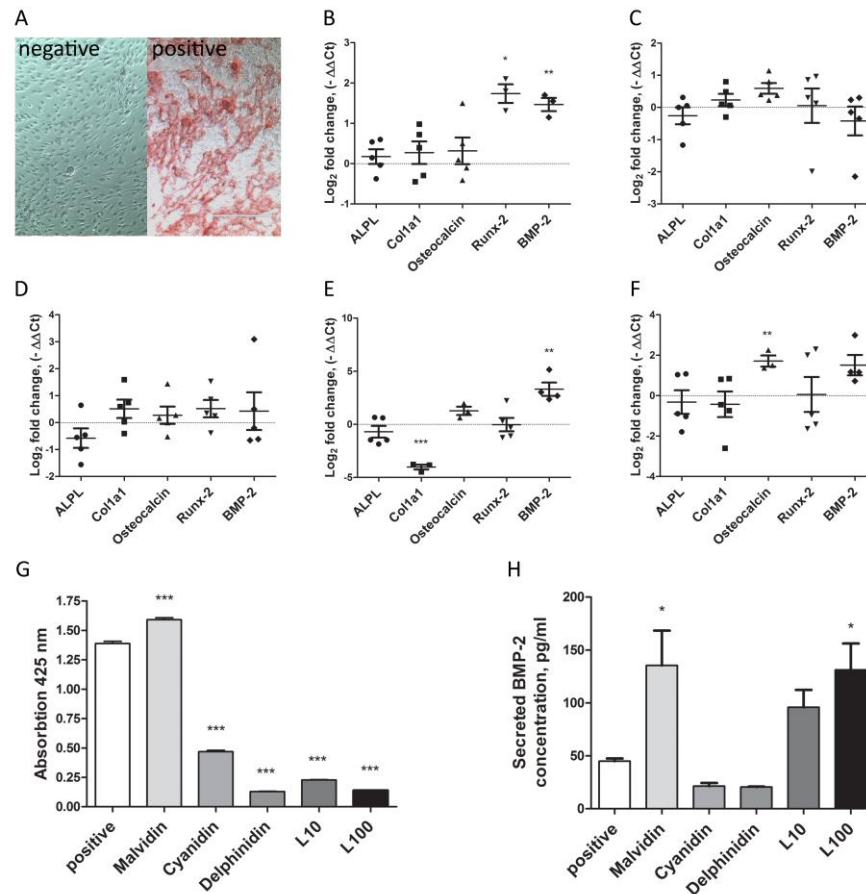 A
negative positive
B
Log2 fold change, (- ΔΔCt)
3
2
1
0
-1
* **
ALPL Col1a1 Osteocalcin Runx-2 BMP-2
C
Log2 fold change, (- ΔΔCt)
3
2
1
0
-1
-2
-3
ALPL Col1a1 Osteocalcin Runx-2 BMP-2
D
Log2 fold change, (- ΔΔCt)
4
3
2
1
0
-1
-2
ALPL Col1a1 Osteocalcin Runx-2 BMP-2
E
Log2 fold change, (- ΔΔCt)
10
5
0
-5
*** **
ALPL Col1a1 Osteocalcin Runx-2 BMP-2
F
Log2 fold change, (- ΔΔCt)
4
2
0
-2
-4
**
ALPL Col1a1 Osteocalcin Runx-2 BMP-2
G
Absorbtion 425 nm
1.75
1.50
1.25
1.00
0.75
0.50
0.25
0.00
*** *** *** *** ***
positive Malvidin Cyanidin Delphinidin L10 L100
H
Secreted BMP-2
concentration, pg/ml
200
150
100
50
0
* *
positive Malvidin Cyanidin Delphinidin L10 L100